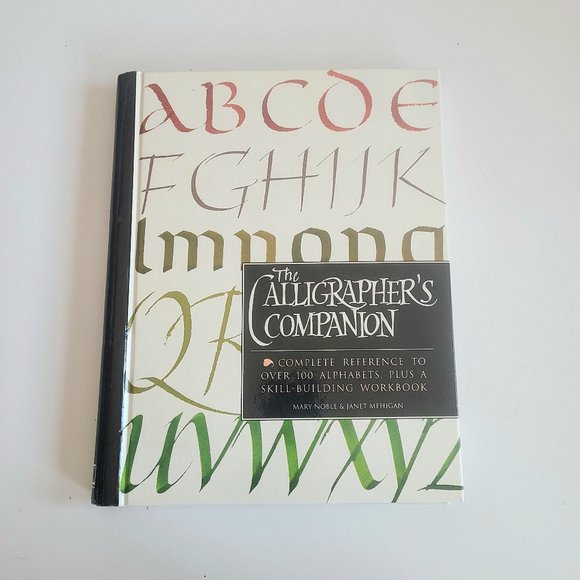 ABCDE
FGHIJK
lmnopq
QR
The
CALLIGRAPHER'S
COMPANION
COMPLETE REFERENCE TO
OVER 100 ALPHABETS, PLUS A
SKILL-BUILDING WORKBOOK
MARY NOBLE & JANET MEHIGAN
UVWXYZ